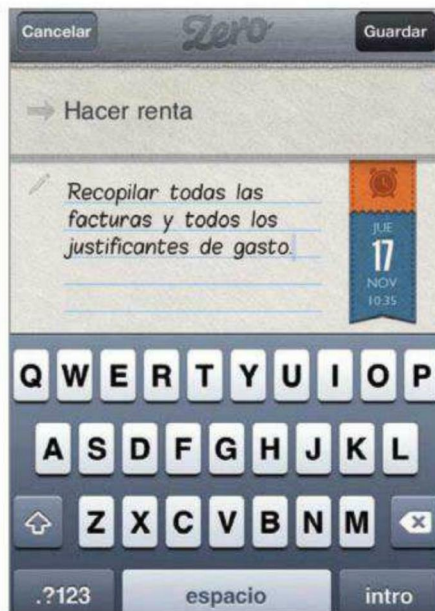 Cancelar
Zero
Guardar
Hacer renta
Recopilar todas las
facturas y todos los
justificantes de gasto.
JUE
17
NOV
10:35
Q W E R T Y U I O P
A S D F G H J K L
Z X C V B N M
.?123 espacio intro